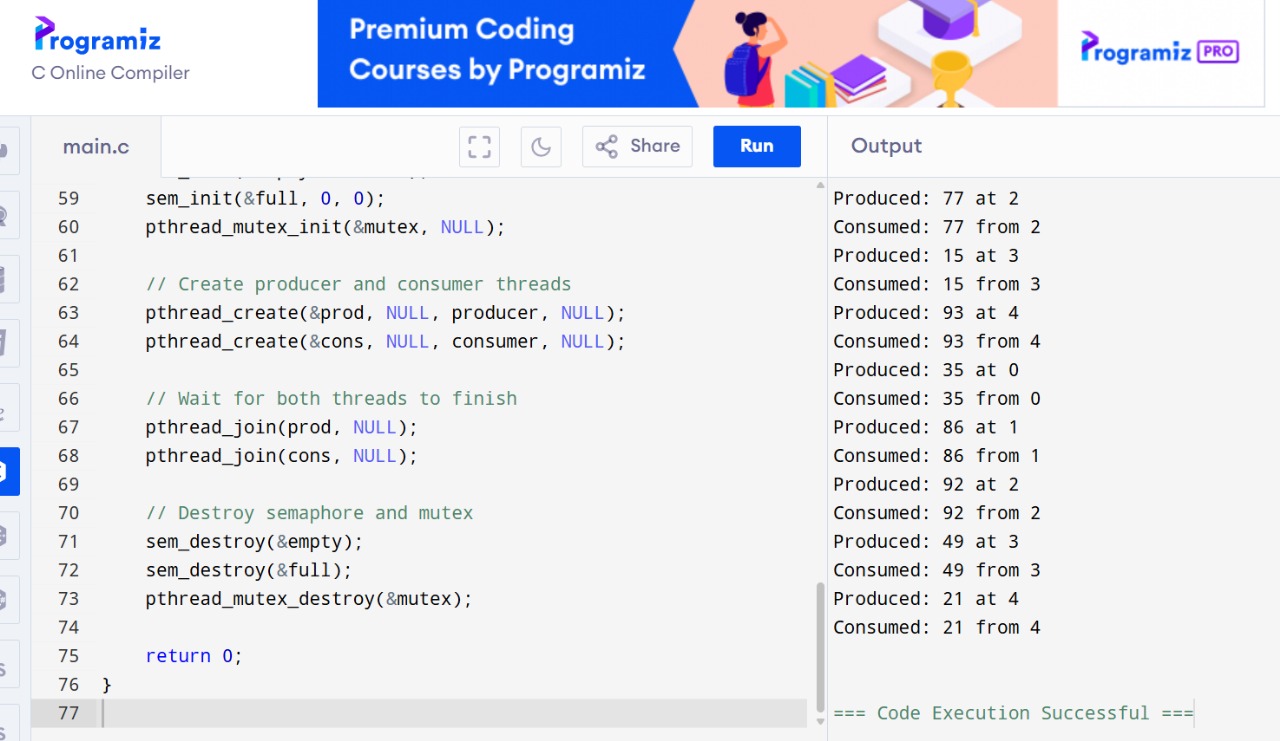 Programiz
C Online Compiler
Premium Coding
Courses by Programiz
Programiz PRO
main.c
Share
Run
Output
59 sem_init(&full, 0, 0);
60 pthread_mutex_init(&mutex, NULL);
61
62 // Create producer and consumer threads
63 pthread_create(&prod, NULL, producer, NULL);
64 pthread_create(&cons, NULL, consumer, NULL);
65
66 // Wait for both threads to finish
67 pthread_join(prod, NULL);
68 pthread_join(cons, NULL);
69
70 // Destroy semaphore and mutex
71 sem_destroy(&empty);
72 sem_destroy(&full);
73 pthread_mutex_destroy(&mutex);
74
75 return 0;
76 }
77
Produced: 77 at 2
Consumed: 77 from 2
Produced: 15 at 3
Consumed: 15 from 3
Produced: 93 at 4
Consumed: 93 from 4
Produced: 35 at 0
Consumed: 35 from 0
Produced: 86 at 1
Consumed: 86 from 1
Produced: 92 at 2
Consumed: 92 from 2
Produced: 49 at 3
Consumed: 49 from 3
Produced: 21 at 4
Consumed: 21 from 4
=== Code Execution Successful ===